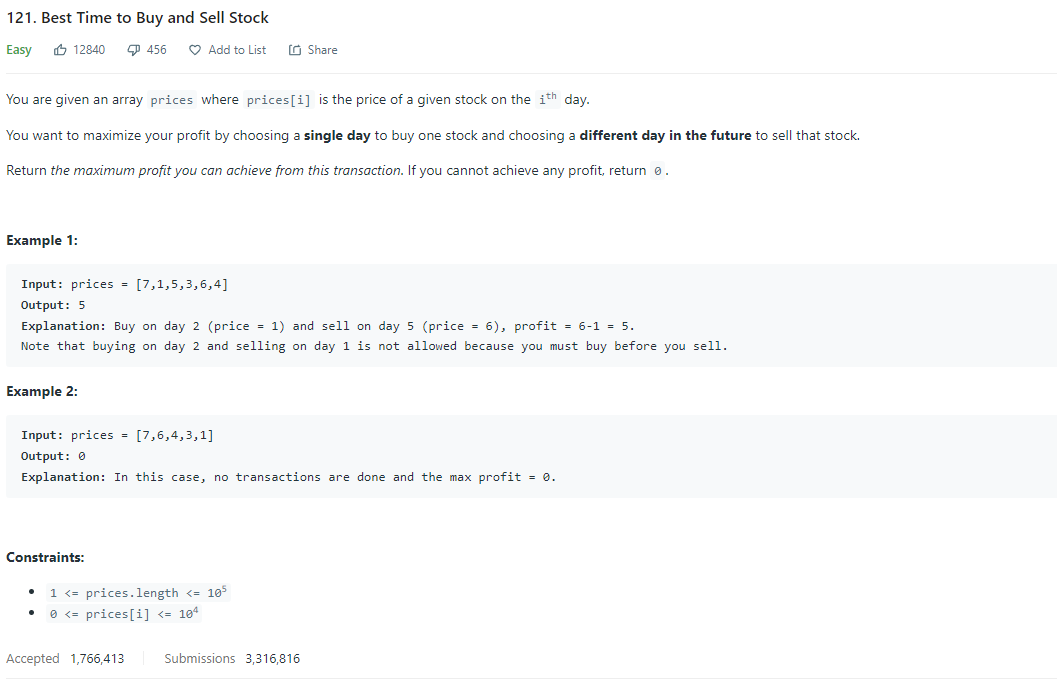 121. Best Time to Buy and Sell Stock
Easy 12840 456 Add to List Share
You are given an array prices where prices[i] is the price of a given stock on the ith day.
You want to maximize your profit by choosing a single day to buy one stock and choosing a different day in the future to sell that stock.
Return the maximum profit you can achieve from this transaction. If you cannot achieve any profit, return 0.
Example 1:
Input: prices = [7,1,5,3,6,4]
Output: 5
Explanation: Buy on day 2 (price = 1) and sell on day 5 (price = 6), profit = 6-1 = 5.
Note that buying on day 2 and selling on day 1 is not allowed because you must buy before you sell.
Example 2:
Input: prices = [7,6,4,3,1]
Output: 0
Explanation: In this case, no transactions are done and the max profit = 0.
Constraints:
• 1 <= prices.length <= 10⁵
• 0 <= prices[i] <= 10⁴
Accepted 1,766,413 Submissions 3,316,816